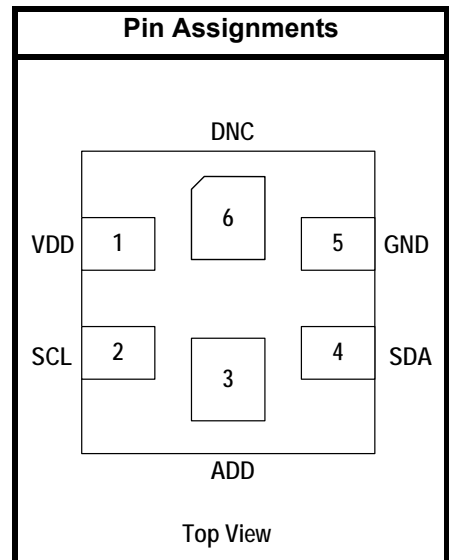 Pin Assignments
DNC
6
VDD 1 5 GND
SCL 2 4 SDA
3
ADD
Top View